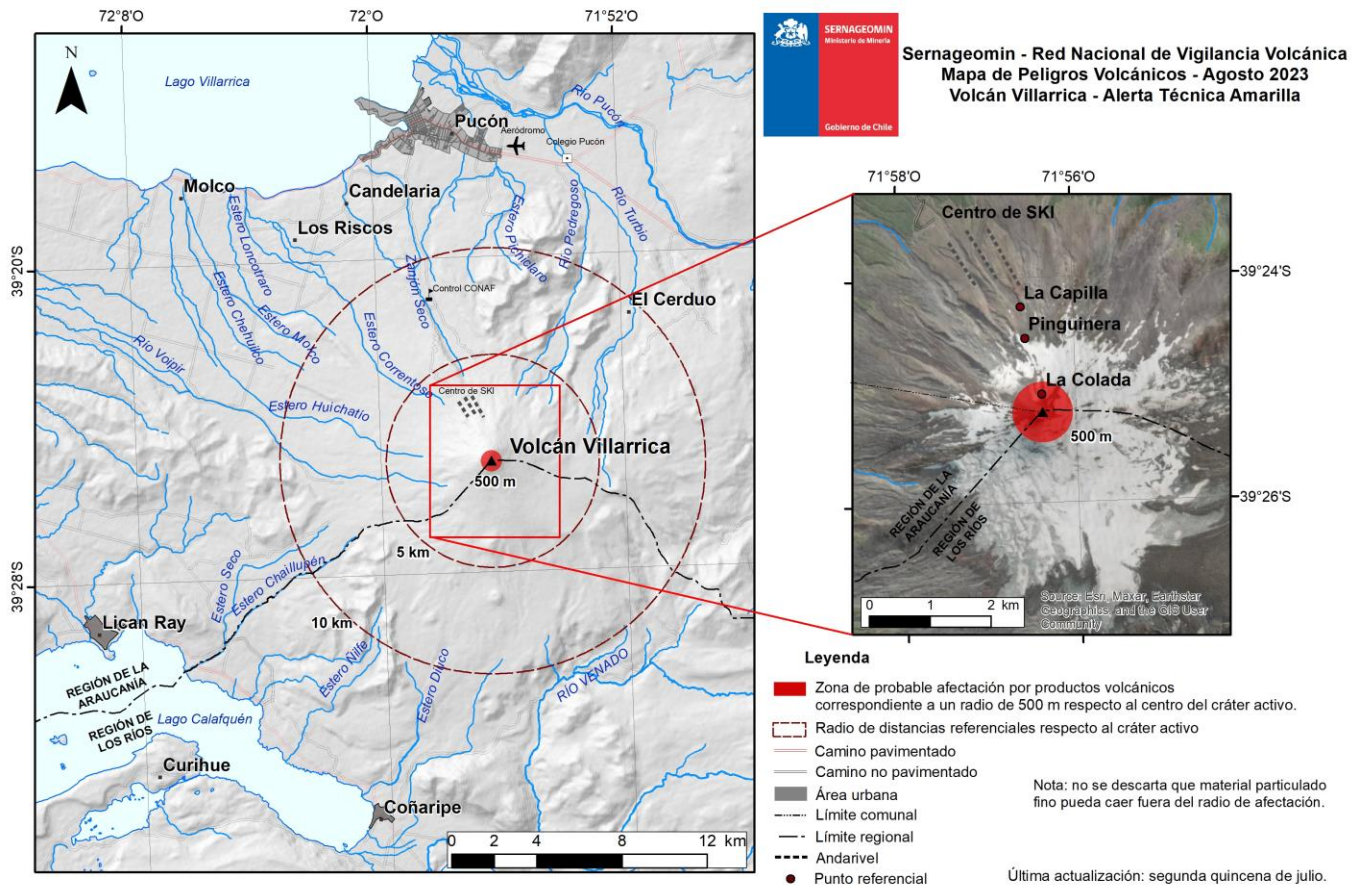 72°8'O
72°O
71°52'O
39°20'S
39°28'S
N
Lago Villarrica
Río Pucón
Pucón
Aeródromo
Colegio Pucón
Molco
Candelaria
Los Riscos
Estero Loncotraro
Estero Molco
Estero Chehuilco
Río Voipir
Estero Huichatio
Estero Correntoso
Zanjón Seco
Control CONAF
Estero Pichiclaro
Río Pedregoso
Río Turbio
El Cerduo
Centro de SKI
Volcán Villarrica
500 m
5 km
10 km
Estero Seco
Estero Chaillupén
Lican Ray
REGIÓN DE LA
ARAUCANÍA
REGIÓN DE
LOS RÍOS
Lago Calafquén
Estero Ñilfe
Estero Diuco
RÍO VENADO
Curihue
Coñaripe
0 2 4 8 12 km
SERNAGEOMIN
Ministerio de Minería
Gobierno de Chile
Sernageomin - Red Nacional de Vigilancia Volcánica
Mapa de Peligros Volcánicos - Agosto 2023
Volcán Villarrica - Alerta Técnica Amarilla
71°58'O
71°56'O
39°24'S
39°26'S
Centro de SKI
La Capilla
Pinguinera
La Colada
500 m
REGIÓN DE LA
ARAUCANÍA
REGIÓN DE
LOS RÍOS
0 1 2 km
Source: Esri, Maxar, Earthstar
Geographics, and the GIS User
Community
Leyenda
Zona de probable afectación por productos volcánicos
correspondiente a un radio de 500 m respecto al centro del cráter activo.
Radio de distancias referenciales respecto al cráter activo
Camino pavimentado
Camino no pavimentado
Área urbana
Límite comunal
Límite regional
Andarivel
Punto referencial
Nota: no se descarta que material particulado
fino pueda caer fuera del radio de afectación.
Última actualización: segunda quincena de julio.